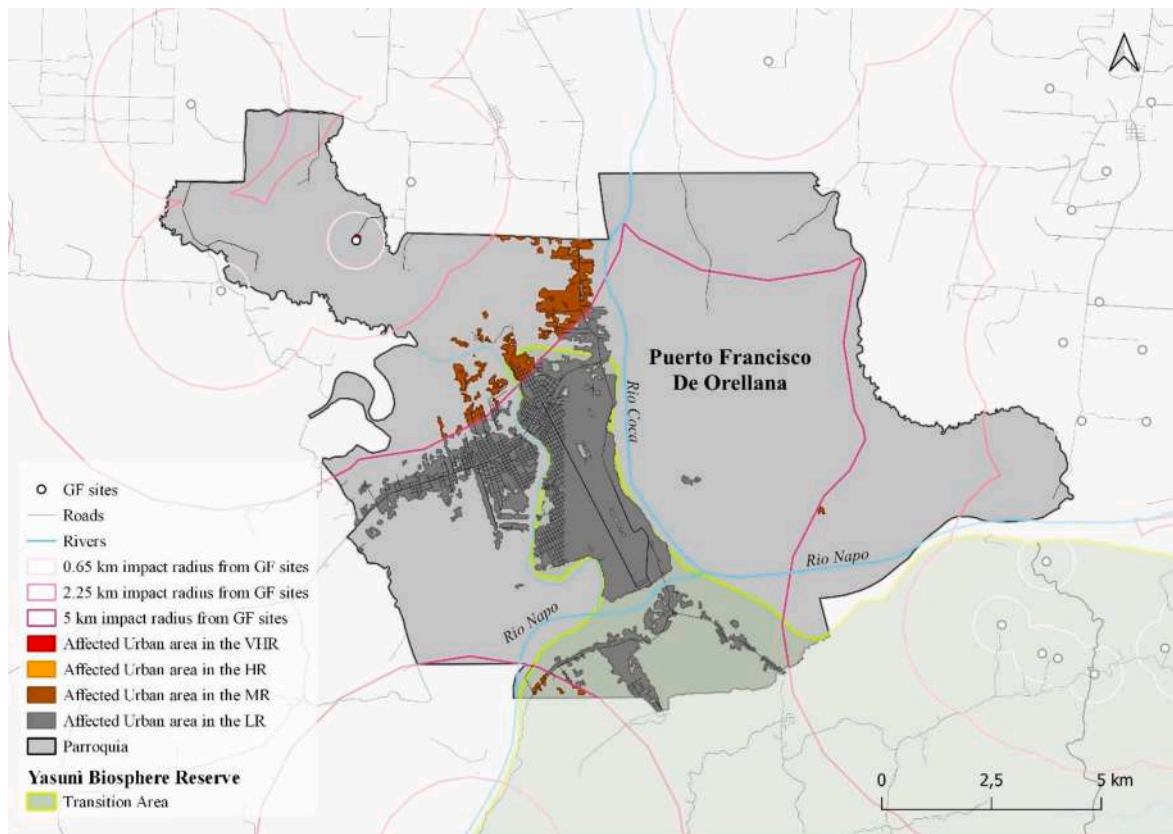 Puerto Francisco
De Orellana
Rio Coca
Rio Napo
Rio Napo
GF sites
Roads
Rivers
0.65 km impact radius from GF sites
2.25 km impact radius from GF sites
5 km impact radius from GF sites
Affected Urban area in the VHR
Affected Urban area in the HR
Affected Urban area in the MR
Affected Urban area in the LR
Parroquia
Yasunì Biosphere Reserve
Transition Area
0 2,5 5 km